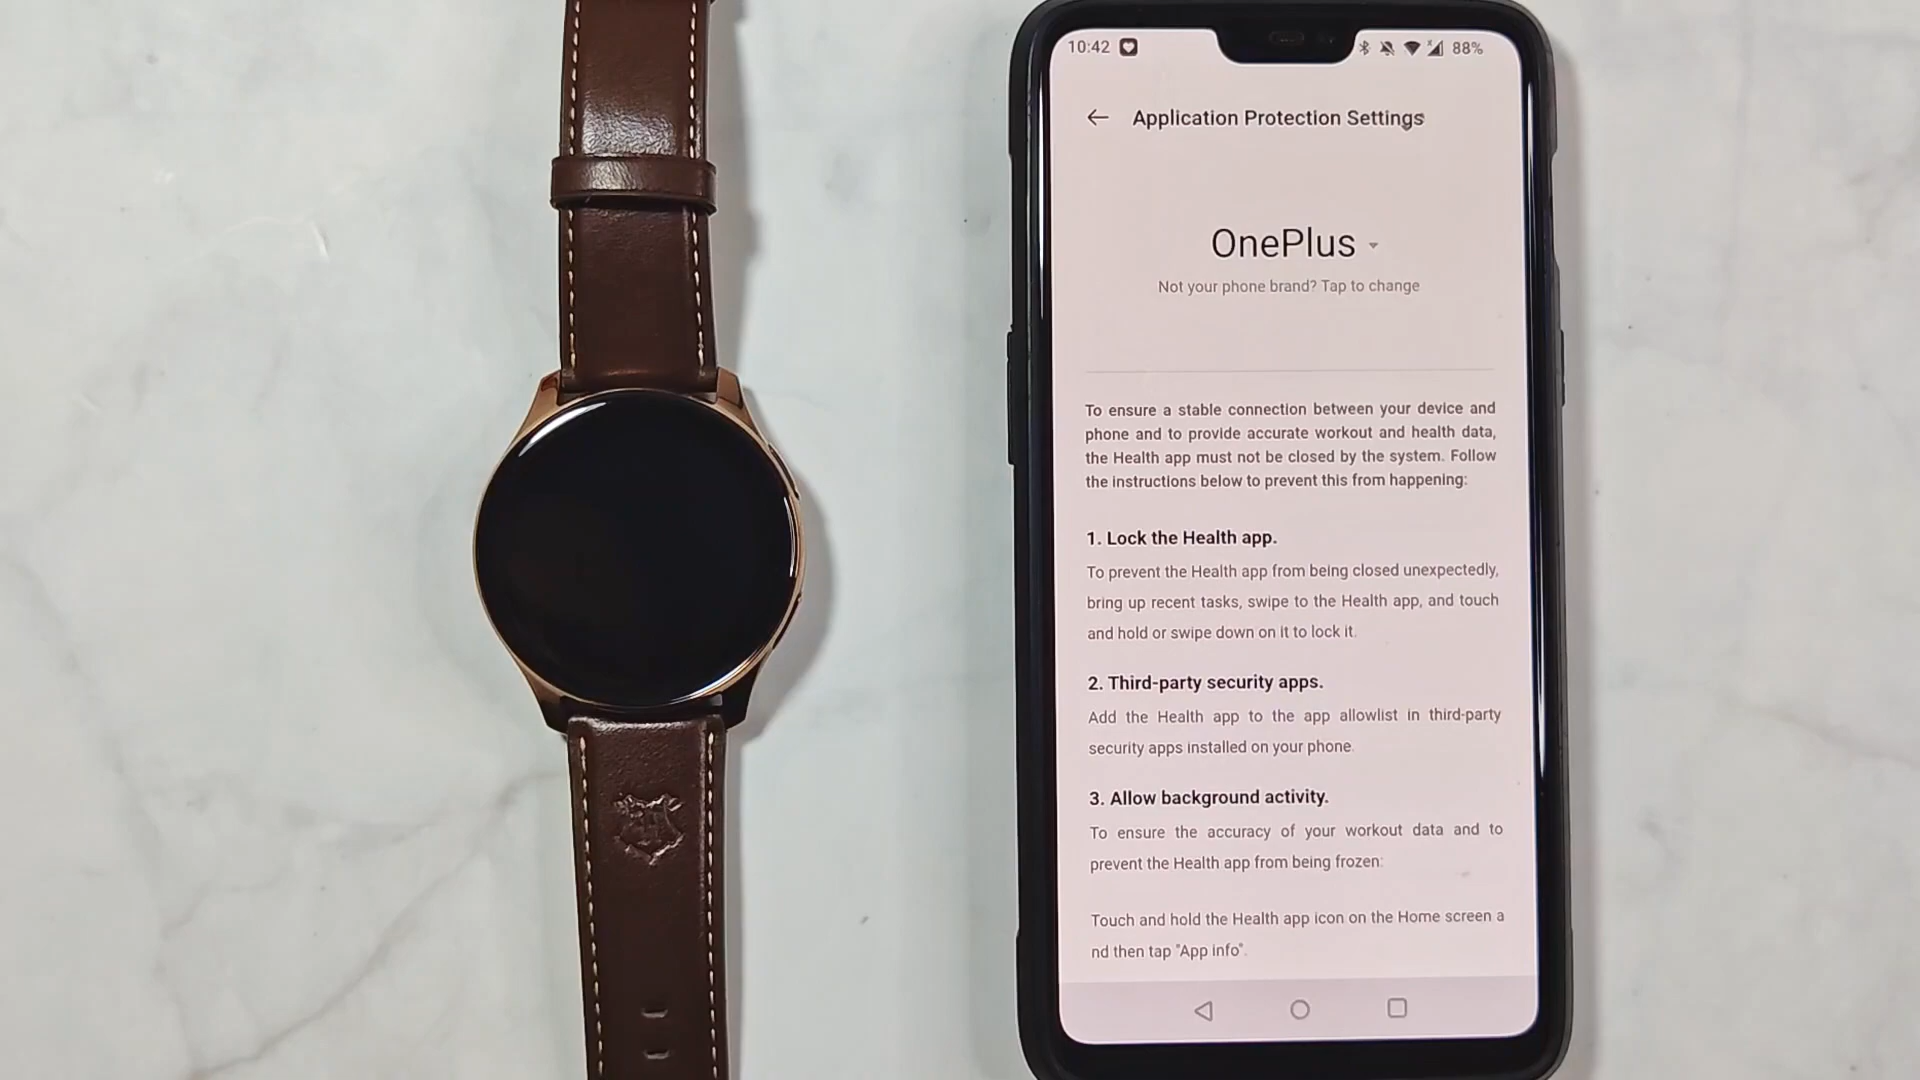 10:42
88%
Application Protection Settings
OnePlus
Not your phone brand? Tap to change
To ensure a stable connection between your device and
phone and to provide accurate workout and health data,
the Health app must not be closed by the system. Follow
the instructions below to prevent this from happening:
1. Lock the Health app.
To prevent the Health app from being closed unexpectedly,
bring up recent tasks, swipe to the Health app, and touch
and hold or swipe down on it to lock it.
2. Third-party security apps.
Add the Health app to the app allowlist in third-party
security apps installed on your phone.
3. Allow background activity.
To ensure the accuracy of your workout data and to
prevent the Health app from being frozen:
Touch and hold the Health app icon on the Home screen a
nd then tap "App info".